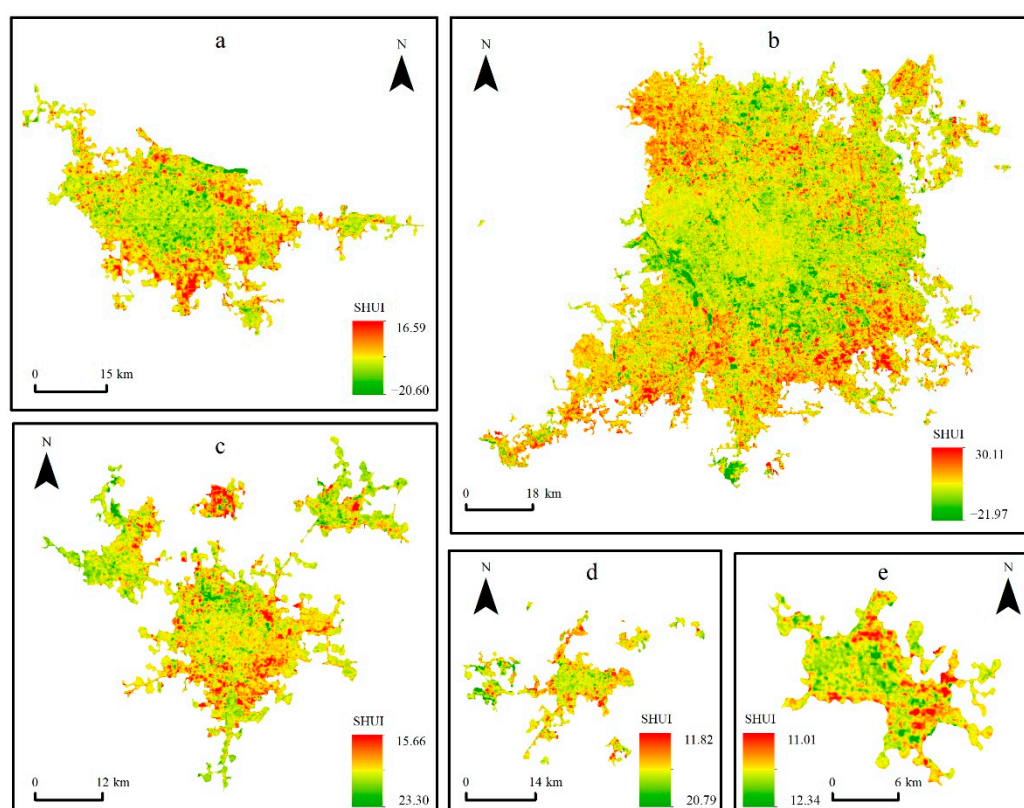 a
N
SHUI
16.59
−20.60
0 15 km
b
N
SHUI
30.11
−21.97
0 18 km
c
N
SHUI
15.66
23.30
0 12 km
d
N
SHUI
11.82
20.79
0 14 km
e
N
SHUI
11.01
12.34
0 6 km